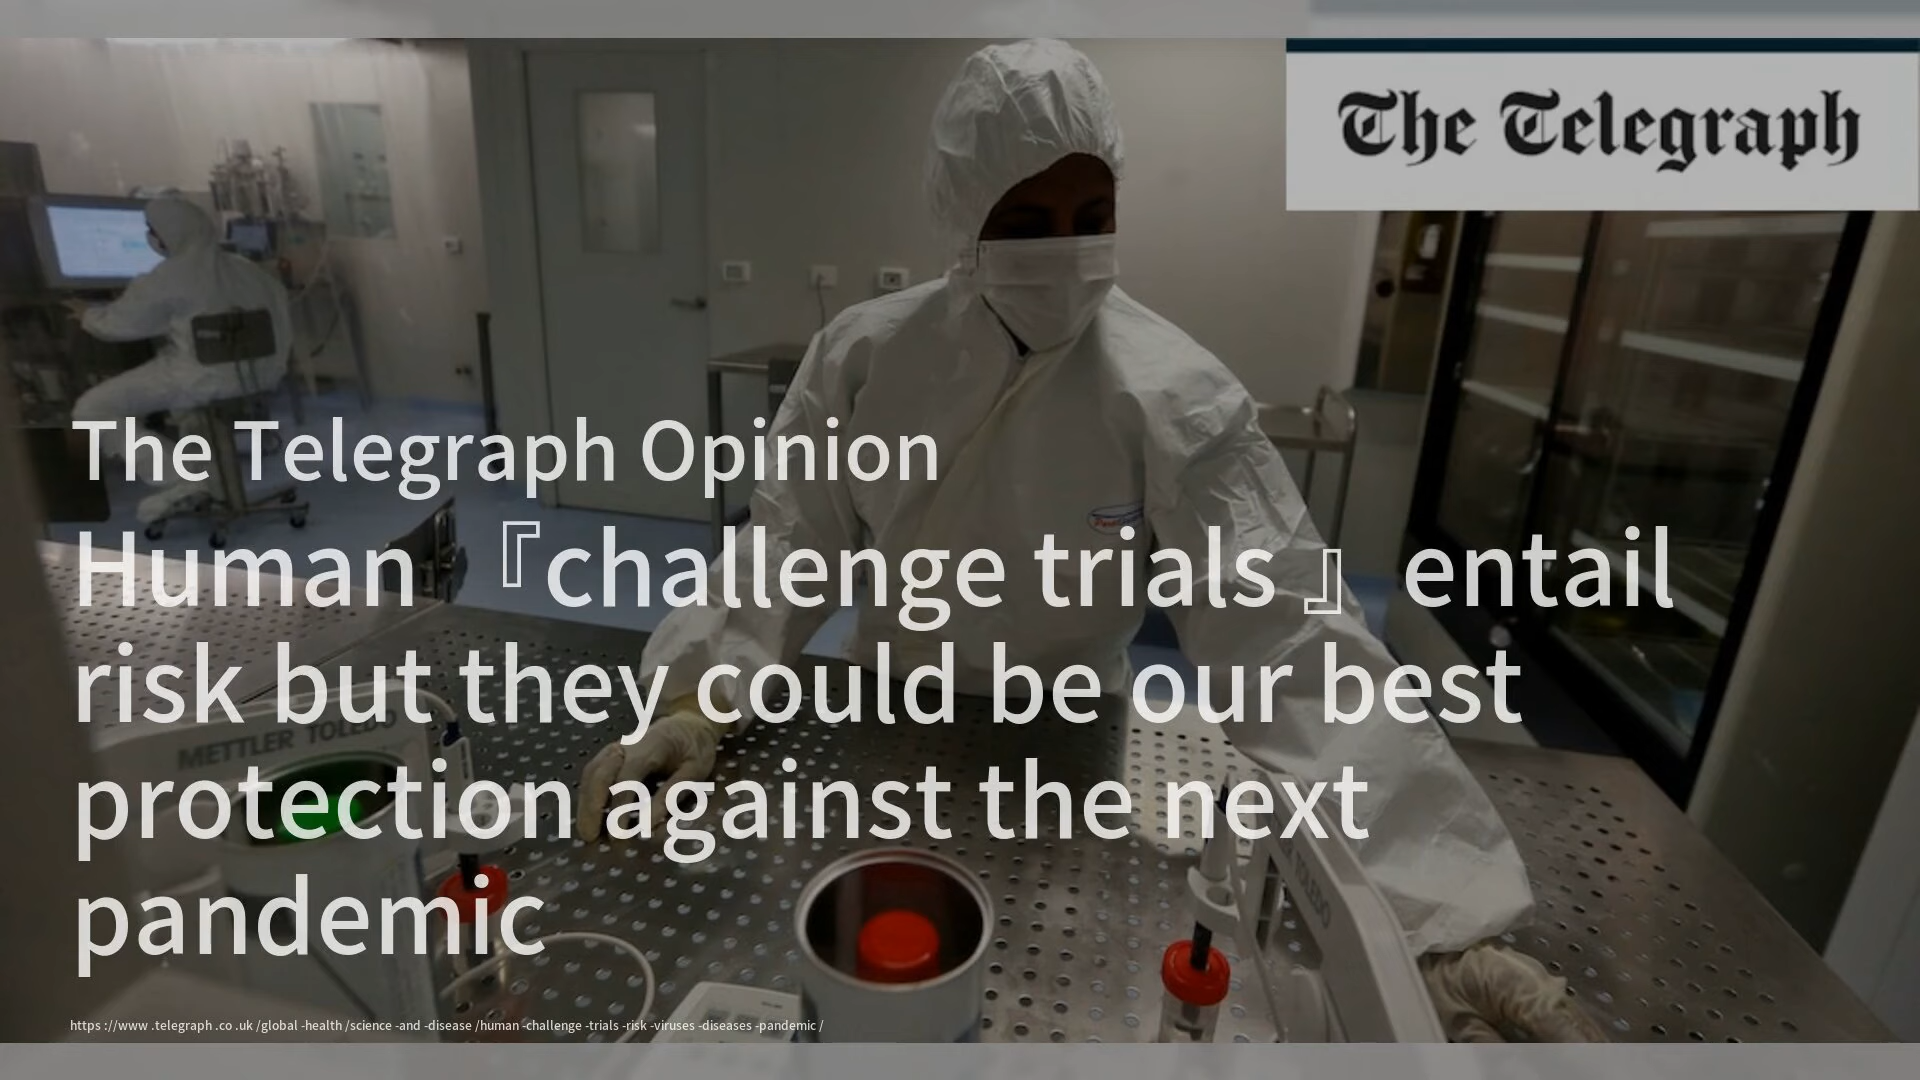 The Telegraph
The Telegraph Opinion
Human 『challenge trials 』 entail
risk but they could be our best
protection against the next
pandemic
METTLER TOLEDO
https ://www .telegraph .co .uk /global -health /science -and -disease /human -challenge -trials -risk -viruses -diseases -pandemic /